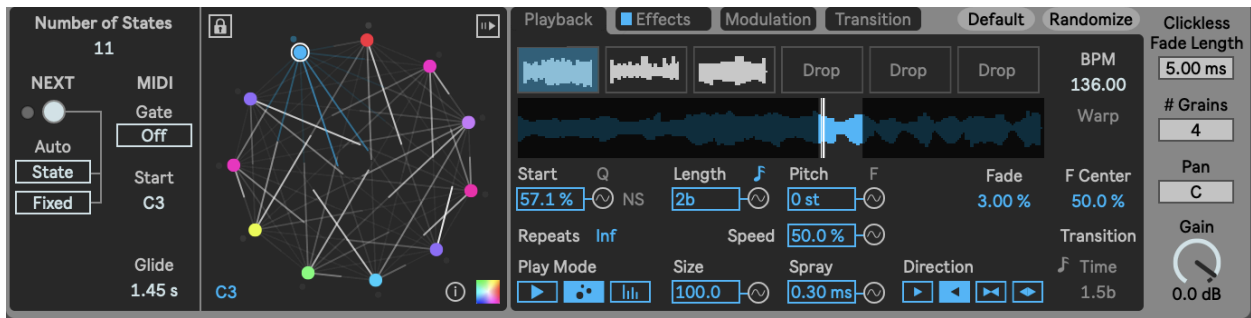 Number of States
11
NEXT
MIDI
Gate
Off
Auto
State
Fixed
Start
C3
Glide
1.45 s
C3
Playback
Effects
Modulation
Transition
Default
Randomize
Drop
Drop
Drop
BPM
136.00
Warp
Start
Q
Length
Pitch
F
Fade
F Center
57.1 %
NS
2b
0 st
3.00 %
50.0 %
Repeats
Inf
Speed
50.0 %
Transition
Play Mode
Size
Spray
Direction
Time
100.0
0.30 ms
1.5b
Clickless
Fade Length
5.00 ms
# Grains
4
Pan
C
Gain
0.0 dB